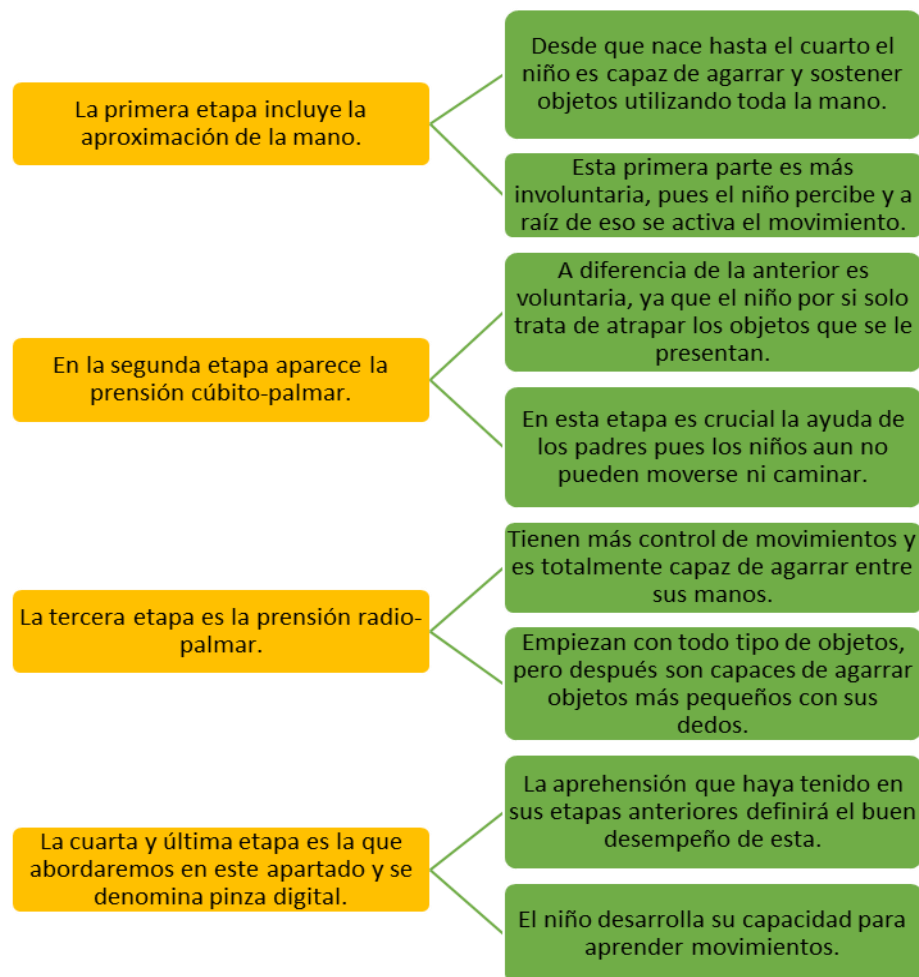 La primera etapa incluye la
aproximación de la mano.
Desde que nace hasta el cuarto el
niño es capaz de agarrar y sostener
objetos utilizando toda la mano.
Esta primera parte es más
involuntaria, pues el niño percibe y a
raíz de eso se activa el movimiento.
En la segunda etapa aparece la
prensión cúbito-palmar.
A diferencia de la anterior es
voluntaria, ya que el niño por si solo
trata de atrapar los objetos que se le
presentan.
En esta etapa es crucial la ayuda de
los padres pues los niños aun no
pueden moverse ni caminar.
La tercera etapa es la prensión radio-
palmar.
Tienen más control de movimientos y
es totalmente capaz de agarrar entre
sus manos.
Empiezan con todo tipo de objetos,
pero después son capaces de agarrar
objetos más pequeños con sus
dedos.
La cuarta y última etapa es la que
abordaremos en este apartado y se
denomina pinza digital.
La aprehensión que haya tenido en
sus etapas anteriores definirá el buen
desempeño de esta.
El niño desarrolla su capacidad para
aprender movimientos.